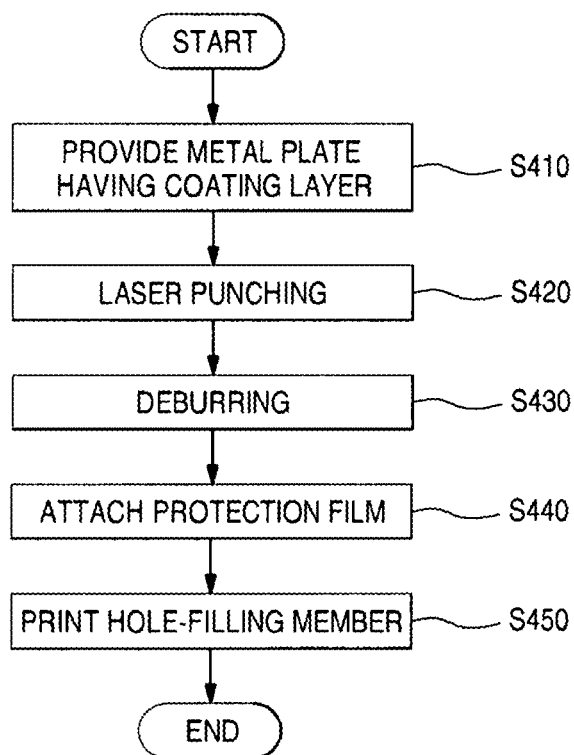 START
PROVIDE METAL PLATE
HAVING COATING LAYER
S410
LASER PUNCHING
S420
DEBURRING
S430
ATTACH PROTECTION FILM
S440
PRINT HOLE-FILLING MEMBER
S450
END